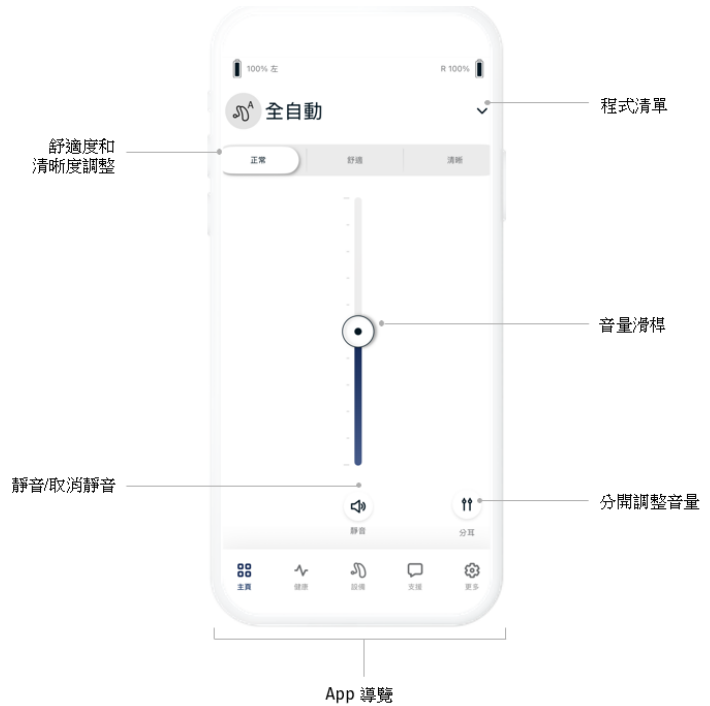 100% 左
R 100%
A
全自動
程式清單
舒適度和
清晰度調整
正常
舒適
清晰
音量滑桿
靜音/取消靜音
分開調整音量
靜音
分耳
主頁
健康
設備
支援
更多
App 導覽